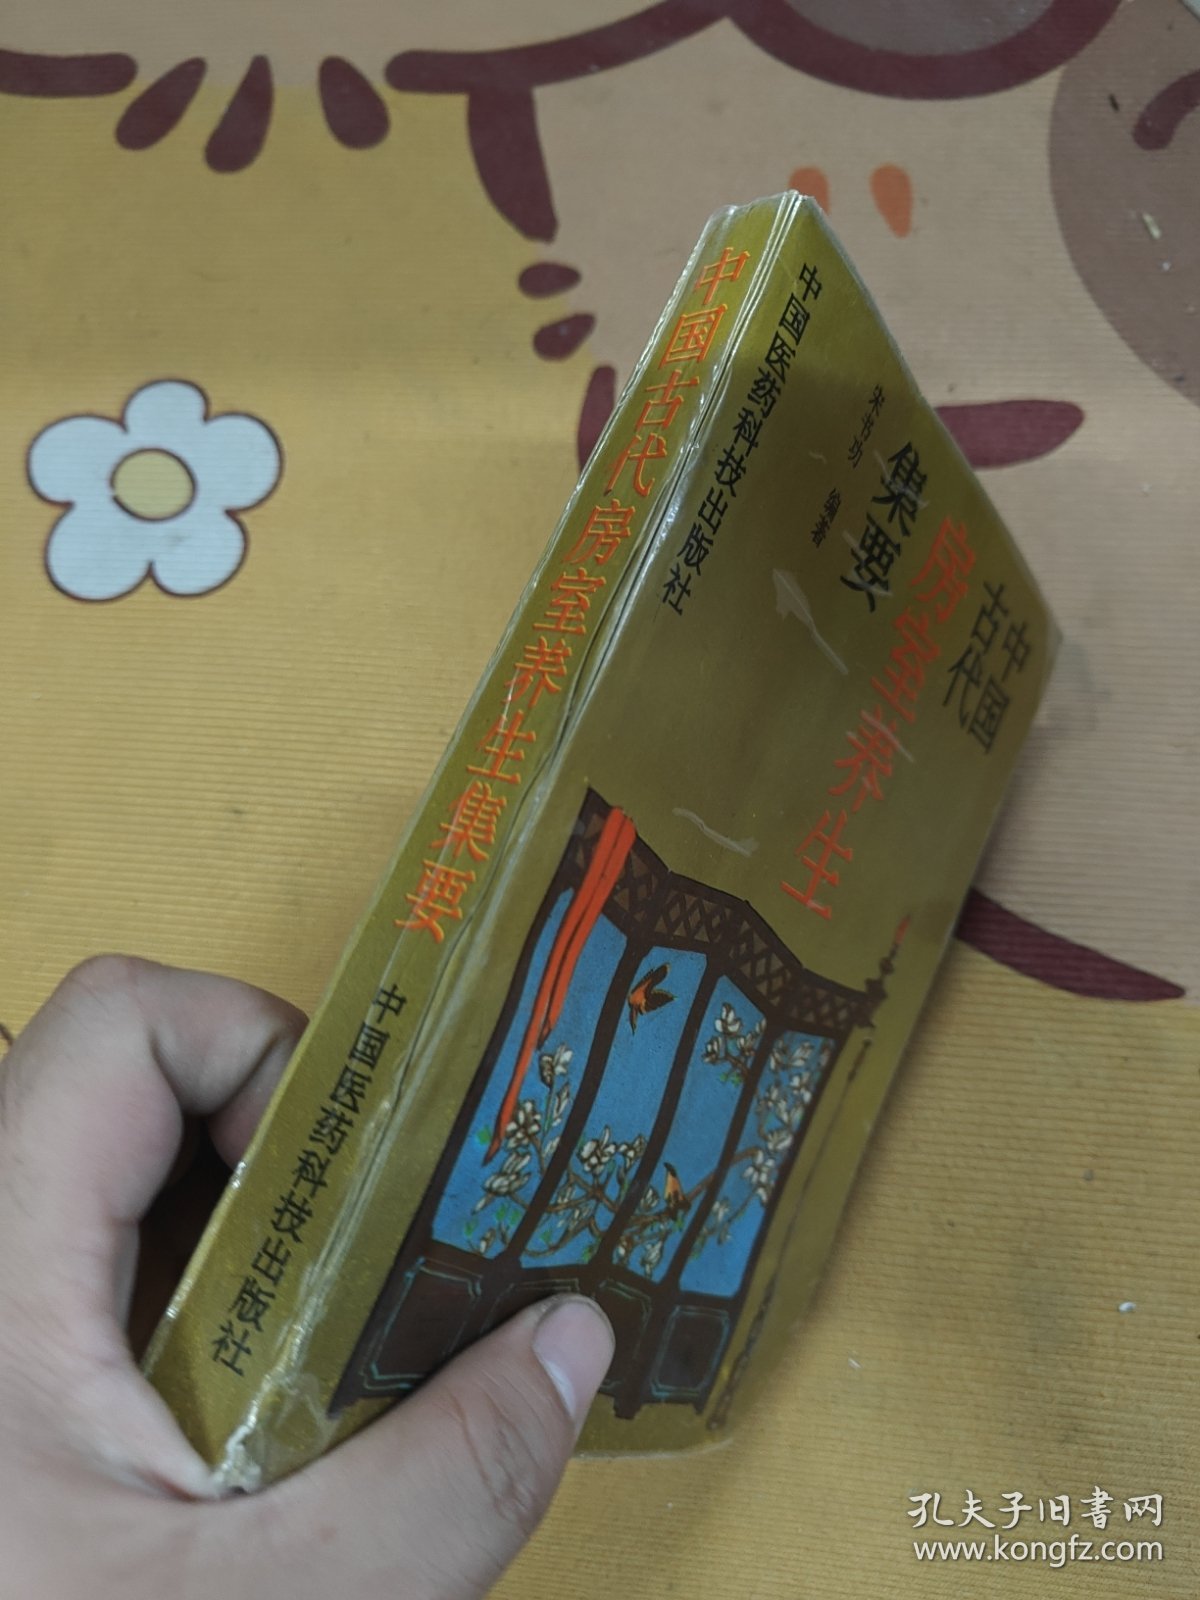 中国古代房室养生集要
中国医药科技出版社
中国
古代
房室养生
集要
宋书功 编著
中国医药科技出版社
孔夫子旧书网
www.kongfz.com